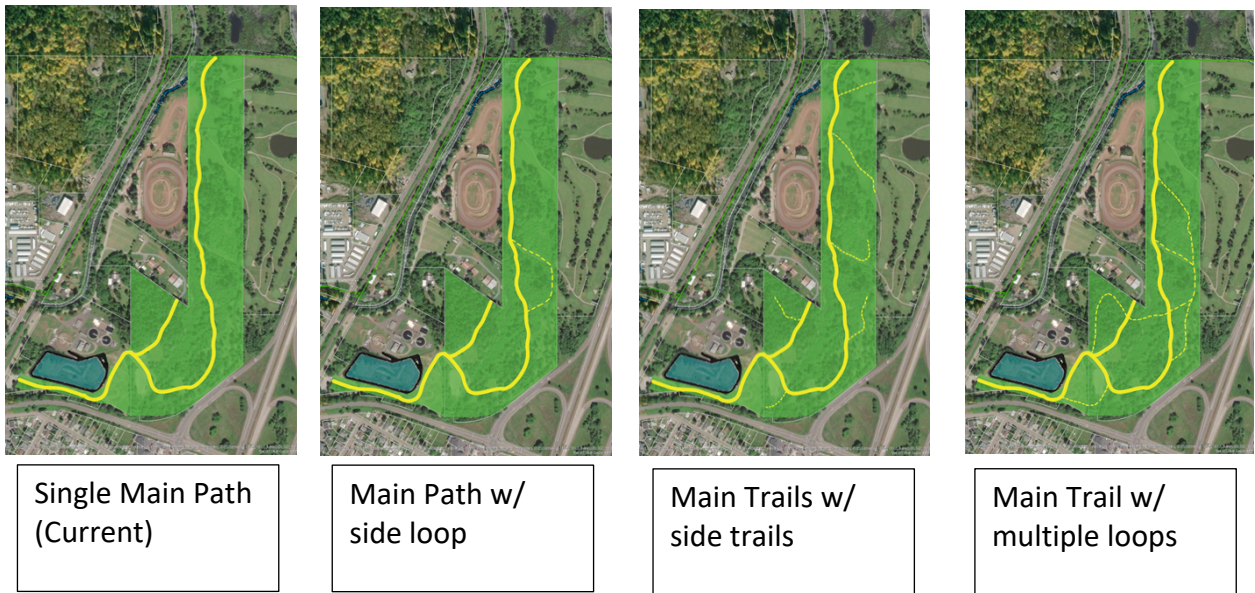 Single Main Path
(Current)
Main Path w/
side loop
Main Trails w/
side trails
Main Trail w/
multiple loops